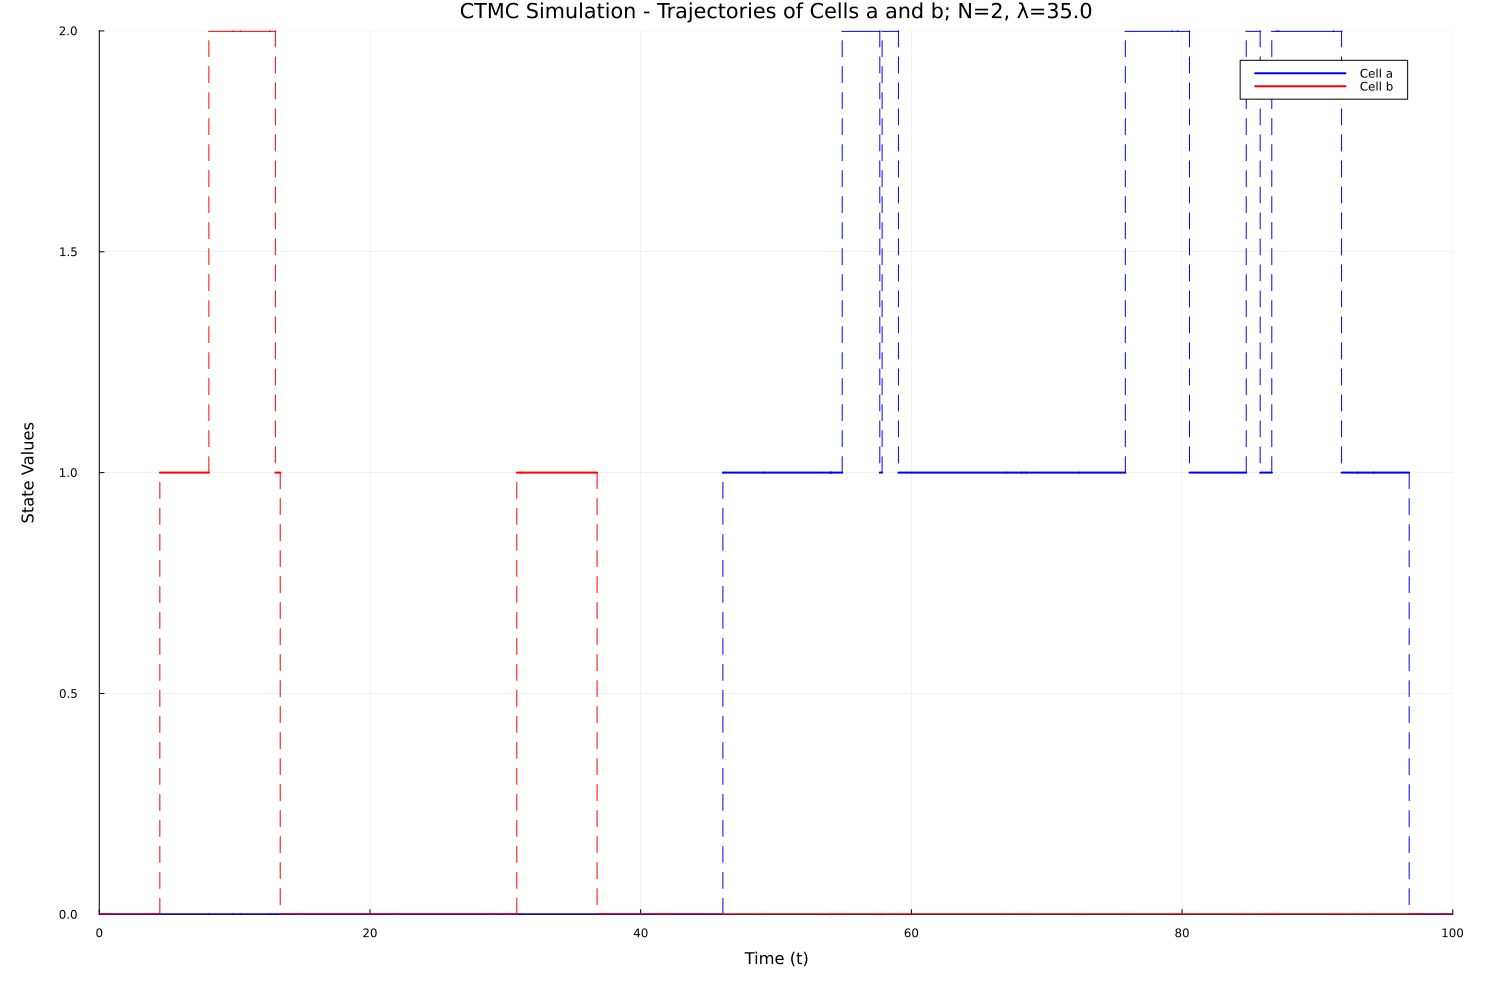 CTMC Simulation - Trajectories of Cells a and b; N=2, λ=35.0
2.0
Cell a
Cell b
1.5
State Values
1.0
0.5
0.0
0 20 40 60 80 100
Time (t)